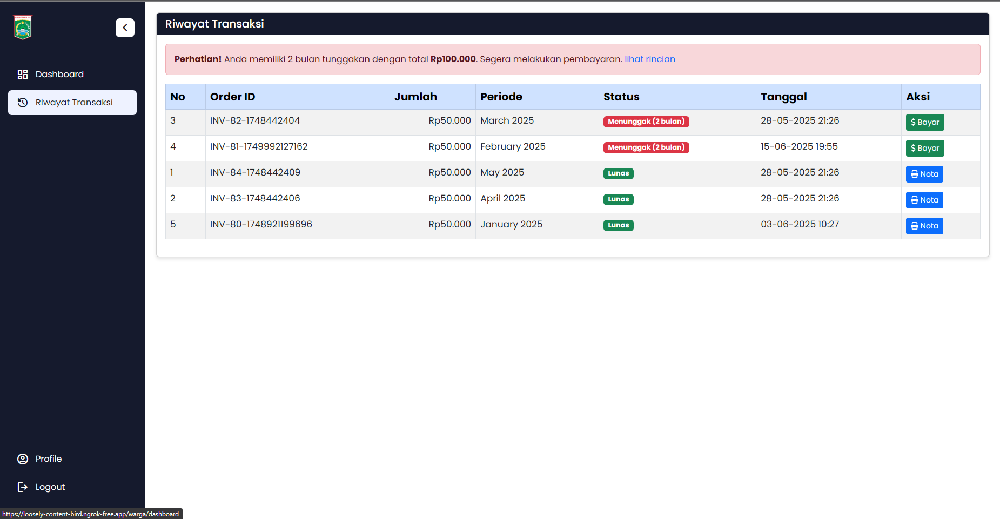 Riwayat Transaksi
Dashboard
Riwayat Transaksi
Perhatian! Anda memiliki 2 bulan tunggakan dengan total Rp100.000. Segera melakukan pembayaran. lihat rincian
No Order ID Jumlah Periode Status Tanggal Aksi
3 INV-82-1748442404 Rp50.000 March 2025 Menunggak (2 bulan) 28-05-2025 21:26 $ Bayar
4 INV-81-1749992127162 Rp50.000 February 2025 Menunggak (2 bulan) 15-06-2025 19:55 $ Bayar
1 INV-84-1748442409 Rp50.000 May 2025 Lunas 28-05-2025 21:26 Nota
2 INV-83-1748442406 Rp50.000 April 2025 Lunas 28-05-2025 21:26 Nota
5 INV-80-1748921199696 Rp50.000 January 2025 Lunas 03-06-2025 10:27 Nota
Profile
Logout
https://loosely-content-bird.ngrok-free.app/warga/dashboard